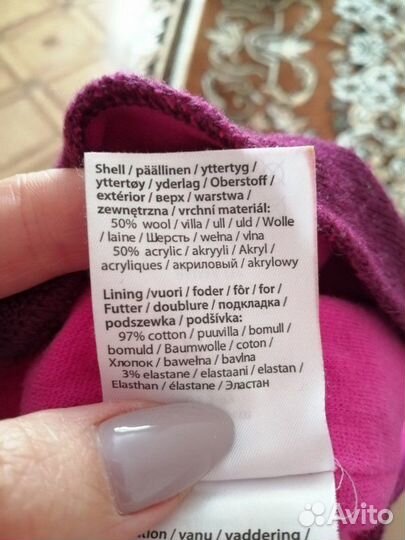 Shell / päällinen / yttertyg /
yttertøy / yderlag / Oberstoff /
extérior / верх / warstwa /
zewnętrzna / vrchní materiál:
50% wool / villa / ull / uld / Wolle
/ laine / Шерсть / wełna / vlna
50% acrylic / akryyli / Akryl /
acryliques / акриловый / akrylowy
Lining /vuori / foder / fôr / for /
Futter / doublure / подкладка /
podszewka / podšívka:
97% cotton / puuvilla / bomull /
bomuld / Baumwolle / coton /
Хлопок / bawełna / bavlna
3% elastane / elastaani / elastan /
Elasthan / élastane / Эластан
/ vanu / vaddering /
Avito